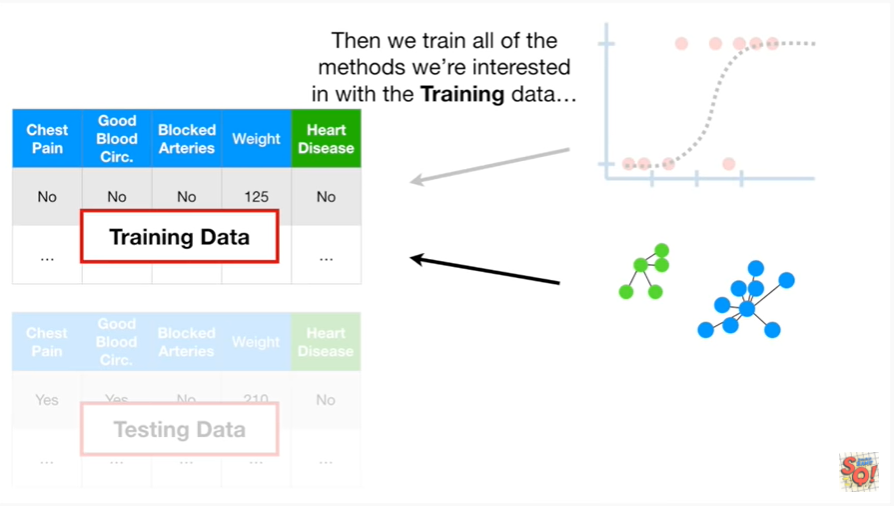 Then we train all of the
methods we're interested
in with the Training data…
Chest Pain
Good Blood Circ.
Blocked Arteries
Weight
Heart Disease
No
No
No
125
No
Training Data
…
…
Chest Pain
Good Blood Circ.
Blocked Arteries
Weight
Heart Disease
Yes
Yes
No
210
No
Testing Data
…
…
…
…
…
SQ!